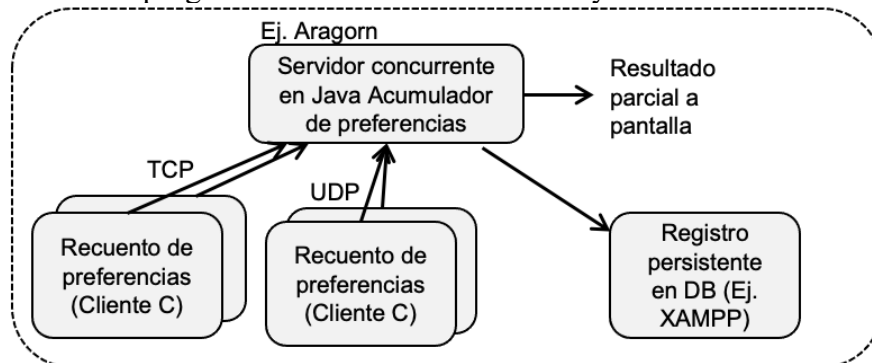 Ej. Aragorn
Servidor concurrente
en Java Acumulador
de preferencias
Resultado
parcial a
pantalla
TCP
UDP
Recuento de
preferencias
(Cliente C)
Recuento de
preferencias
(Cliente C)
Registro
persistente
en DB (Ej.
XAMPP)